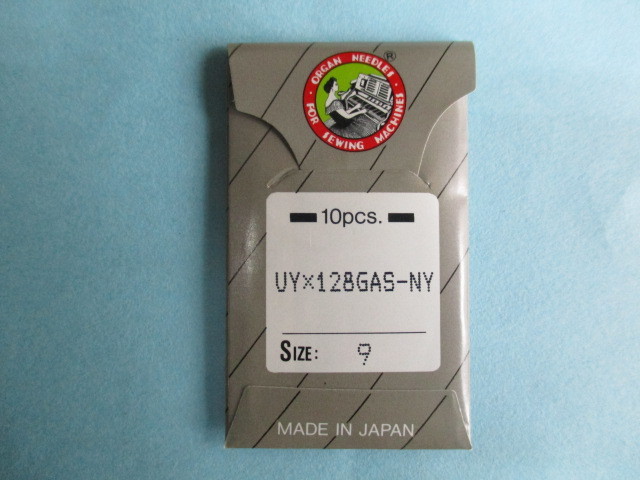 ORGAN NEEDLES ®
FOR SEWING MACHINES
10pcs.
UY×128GAS-NY
SIZE: 9
MADE IN JAPAN